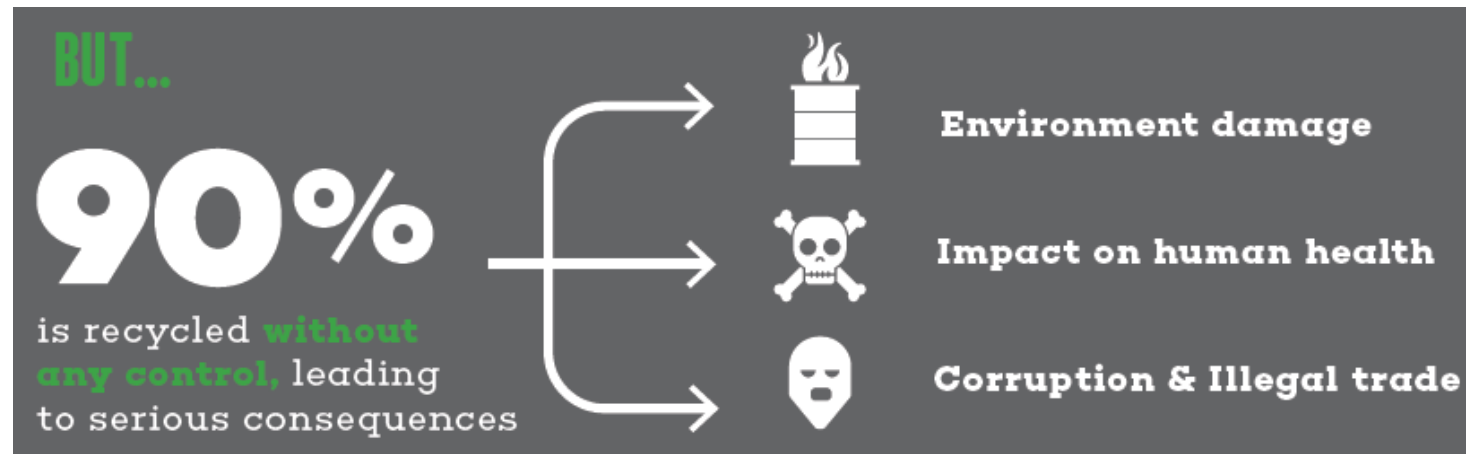 BUT...
90%
is recycled without
any control, leading
to serious consequences
Environment damage
Impact on human health
Corruption & Illegal trade